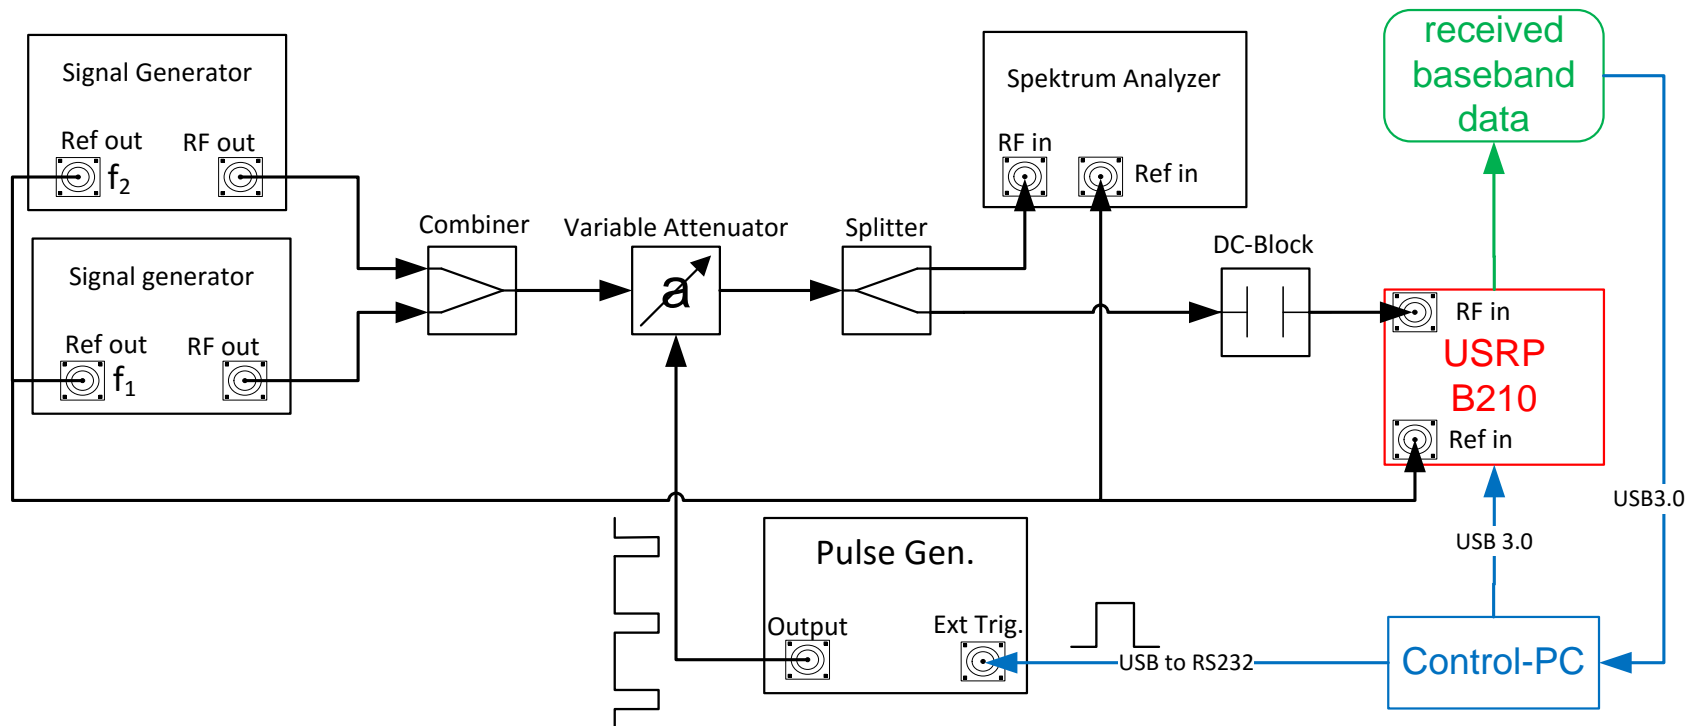 Signal Generator
Ref out
RF out
f2
Signal generator
Ref out
RF out
f1
Combiner
Variable Attenuator
a
Splitter
Spektrum Analyzer
RF in
Ref in
DC-Block
received
baseband
data
RF in
USRP
B210
Ref in
USB3.0
USB 3.0
Pulse Gen.
Output
Ext Trig.
USB to RS232
Control-PC